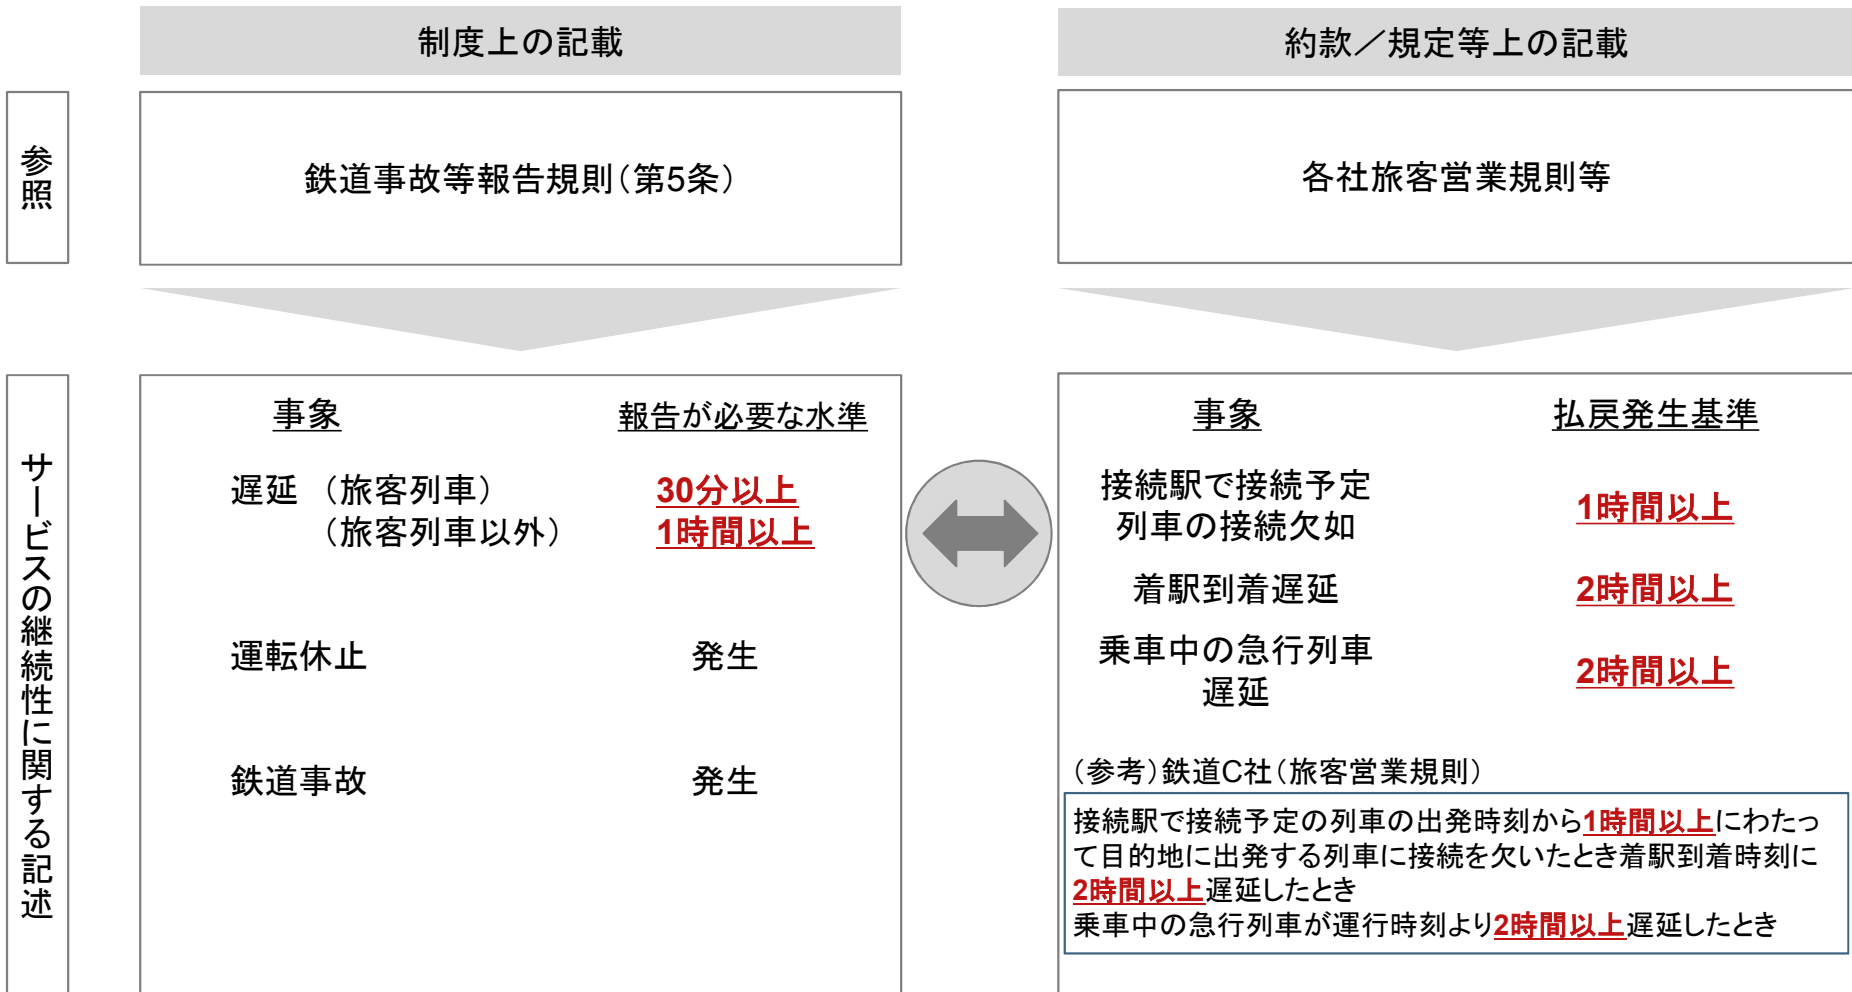 制度上の記載
約款／規定等上の記載
参照
鉄道事故等報告規則（第5条）
各社旅客営業規則等
サービスの継続性に関する記述
事象
報告が必要な水準
遅延 （旅客列車）
30分以上
（旅客列車以外）
1時間以上
運転休止
発生
鉄道事故
発生
事象
払戻発生基準
接続駅で接続予定
列車の接続欠如
1時間以上
着駅到着遅延
2時間以上
乗車中の急行列車
遅延
2時間以上
（参考）鉄道C社（旅客営業規則）
接続駅で接続予定の列車の出発時刻から1時間以上にわたっ
て目的地に出発する列車に接続を欠いたとき着駅到着時刻に
2時間以上遅延したとき
乗車中の急行列車が運行時刻より2時間以上遅延したとき